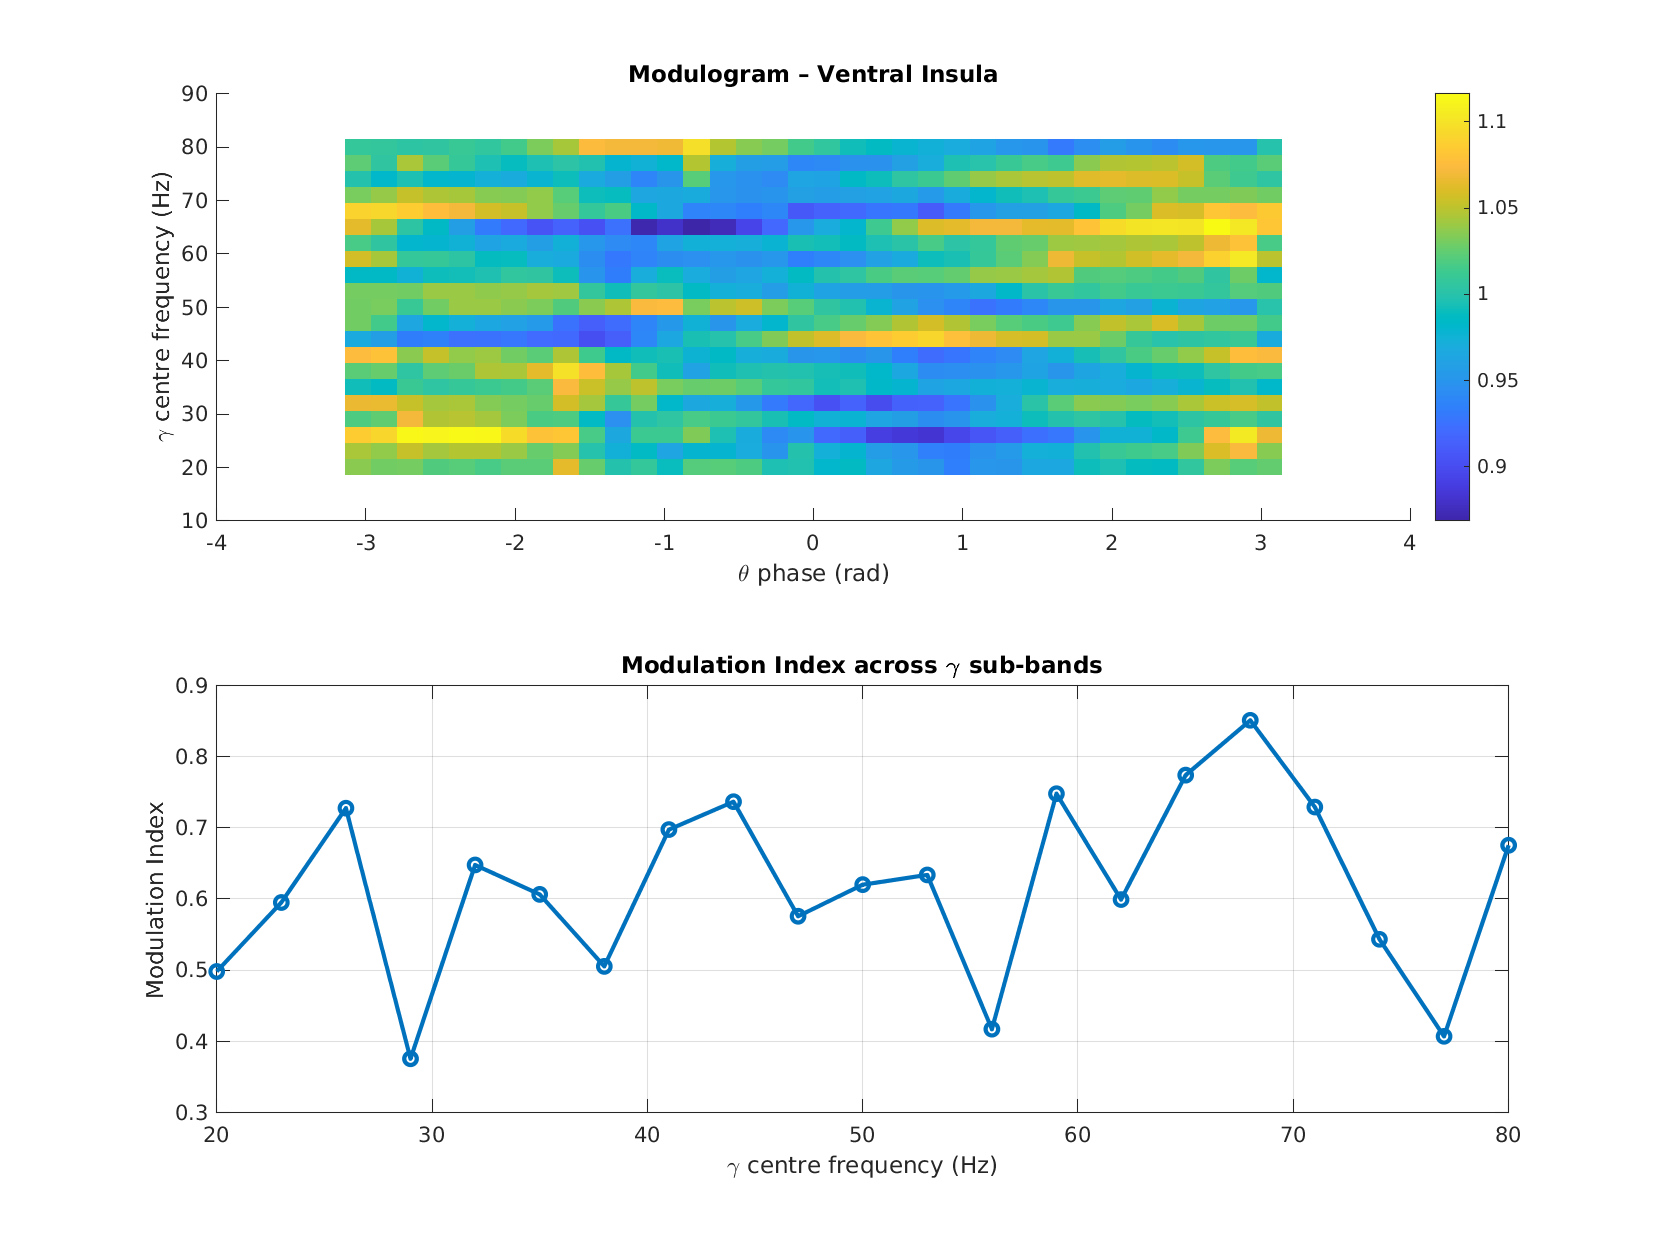 Modulogram – Ventral Insula
90
80
70
60
50
40
30
20
10
γ centre frequency (Hz)
-4 -3 -2 -1 0 1 2 3 4
θ phase (rad)
1.1
1.05
1
0.95
0.9
Modulation Index across γ sub-bands
0.9
0.8
0.7
0.6
0.5
0.4
0.3
Modulation Index
20 30 40 50 60 70 80
γ centre frequency (Hz)